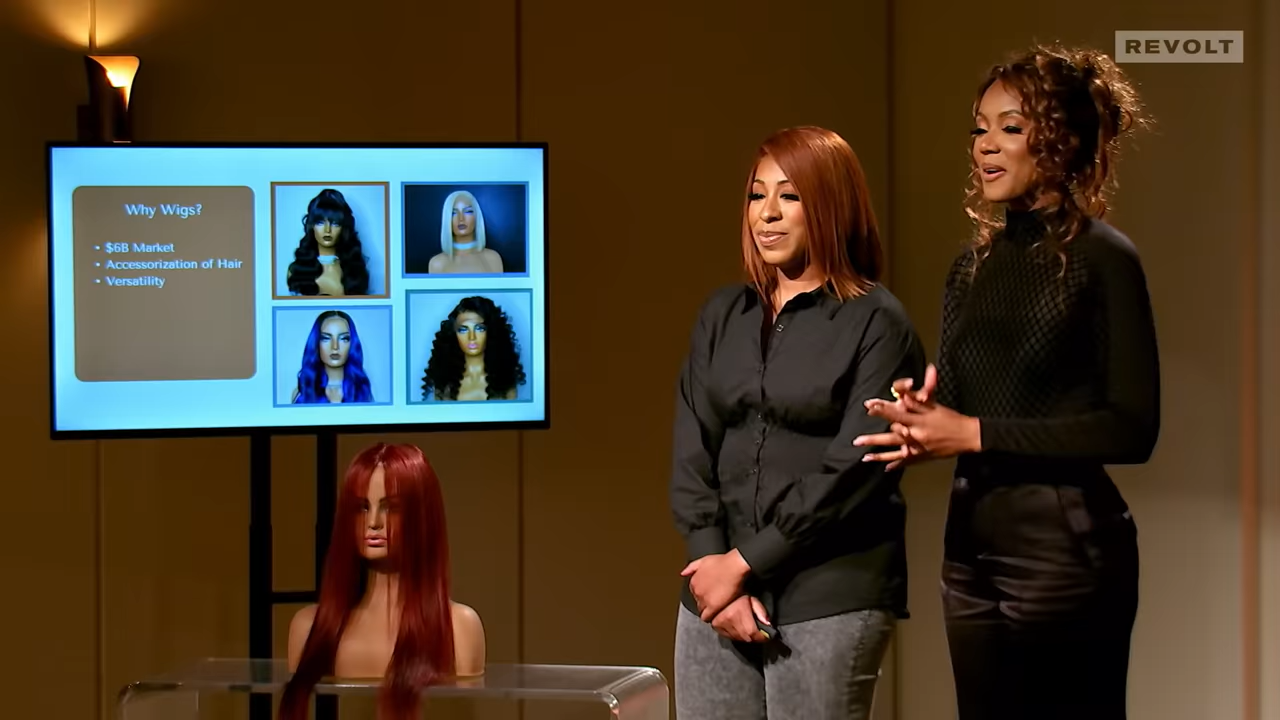 REVOLT
Why Wigs?
• $6B Market
• Accessorization of Hair
• Versatility